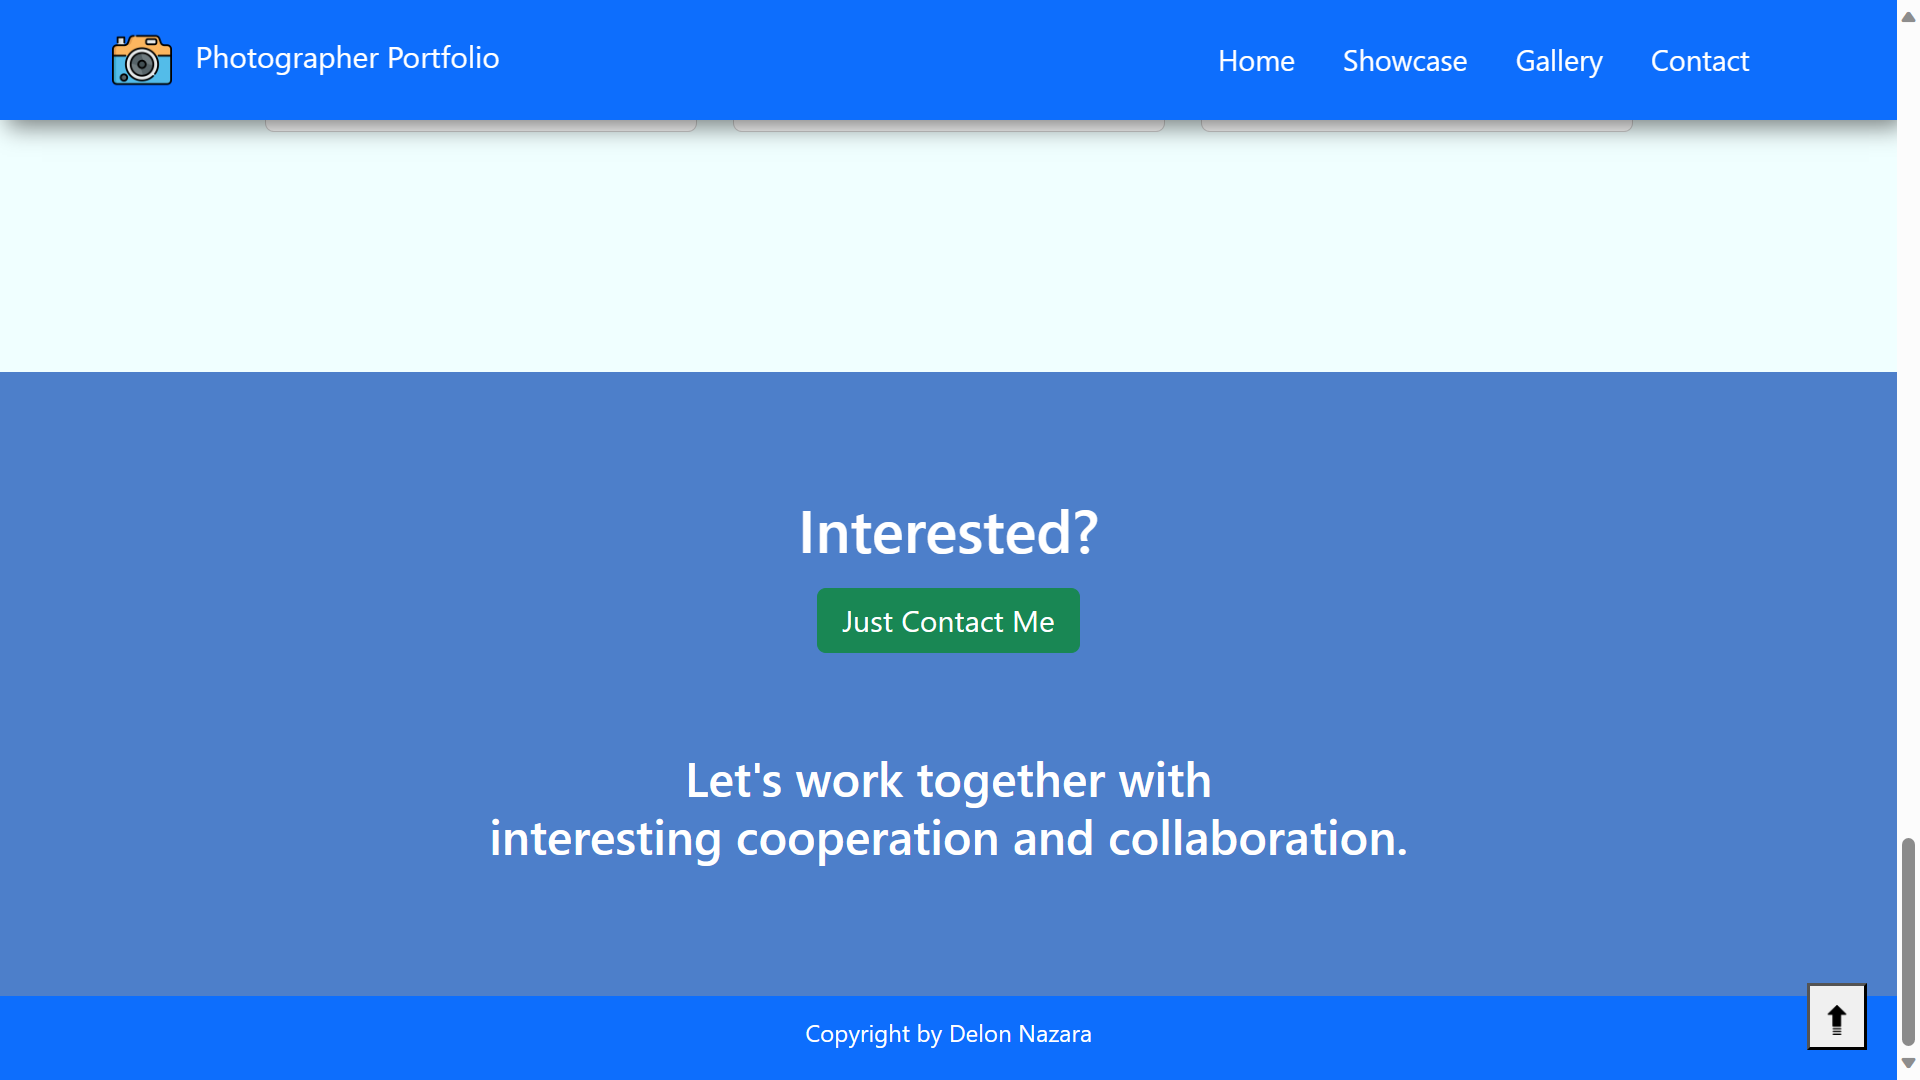 Photographer Portfolio
Home
Showcase
Gallery
Contact
Interested?
Just Contact Me
Let's work together with
interesting cooperation and collaboration.
Copyright by Delon Nazara